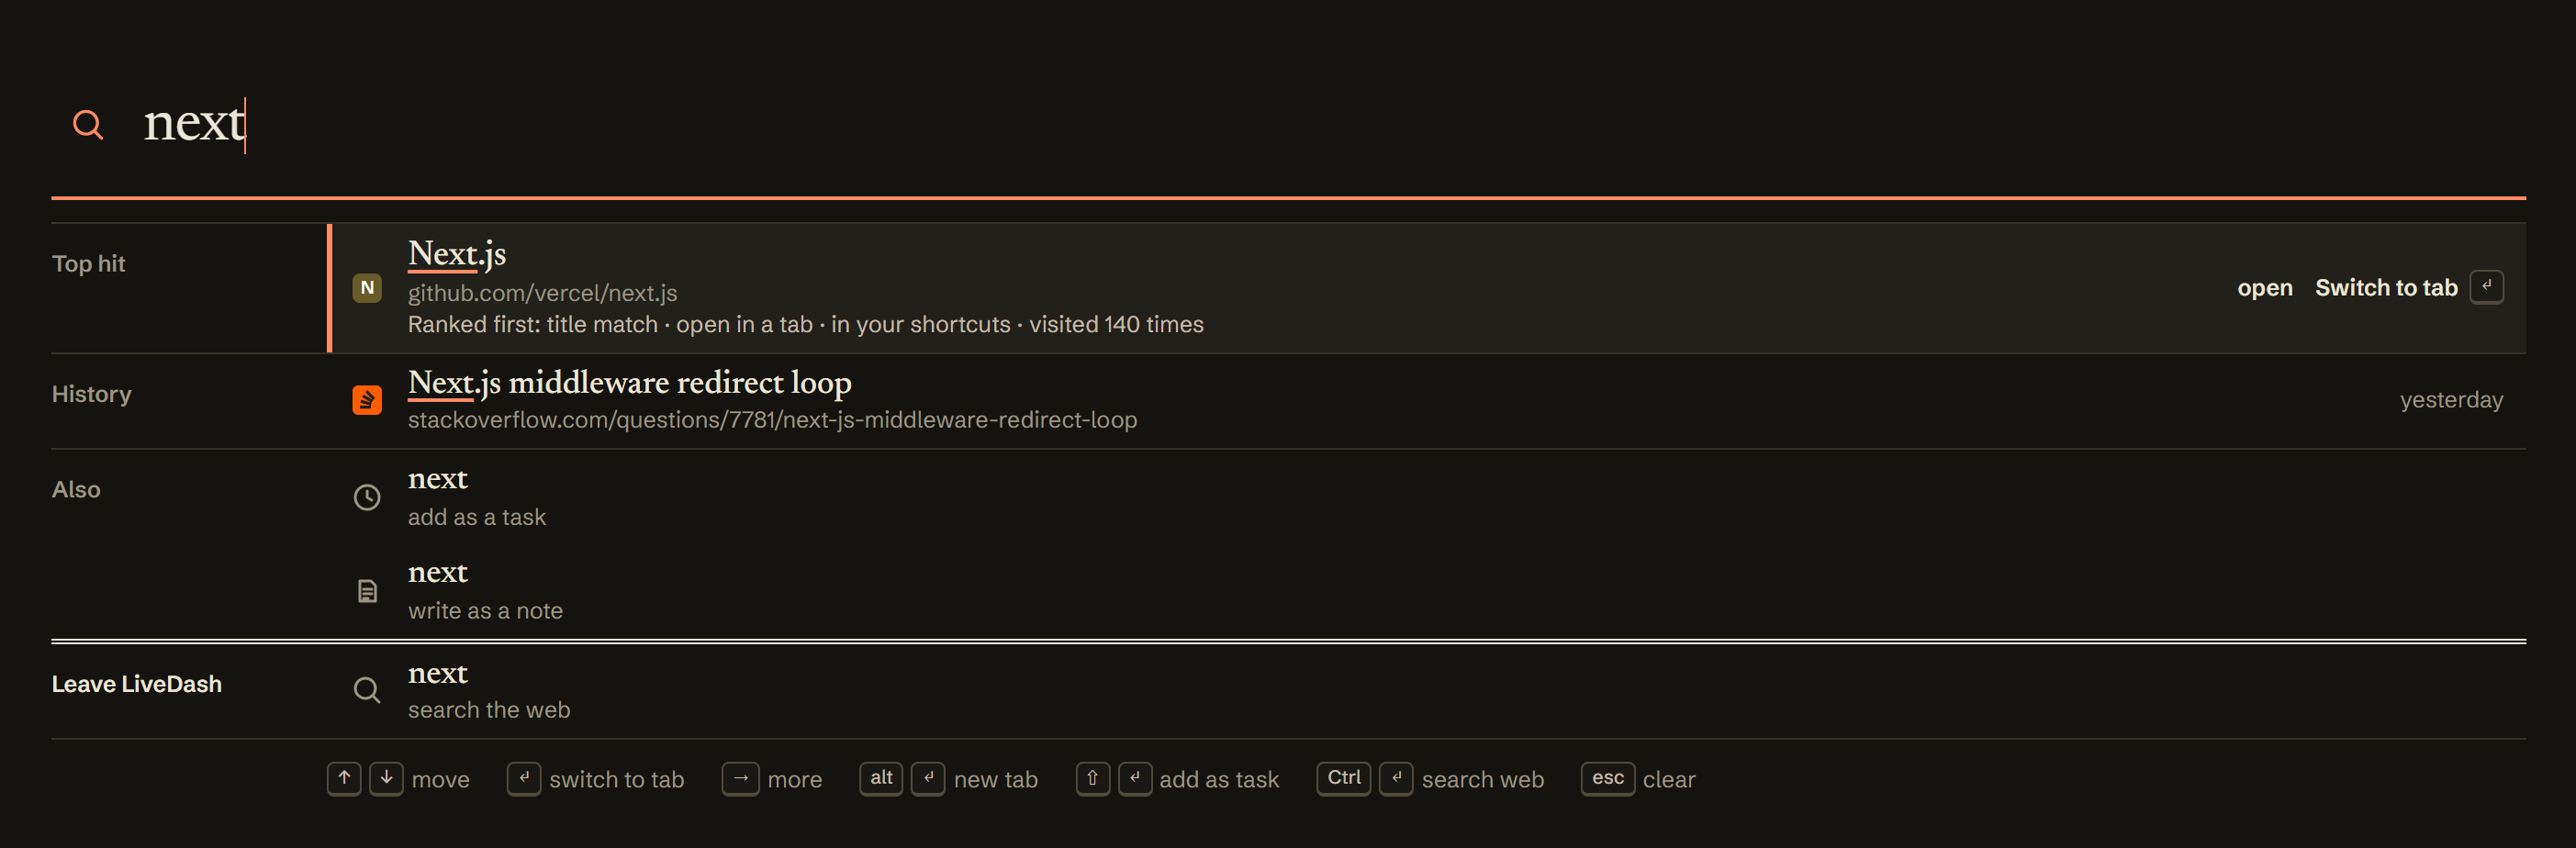 next
Top hit
N
Next.js
github.com/vercel/next.js
Ranked first: title match · open in a tab · in your shortcuts · visited 140 times
open Switch to tab ↵
History
Next.js middleware redirect loop
stackoverflow.com/questions/7781/next-js-middleware-redirect-loop
yesterday
Also
next
add as a task
next
write as a note
Leave LiveDash
next
search the web
↑ ↓ move ↵ switch to tab → more alt ↵ new tab ⇧ ↵ add as task Ctrl ↵ search web esc clear